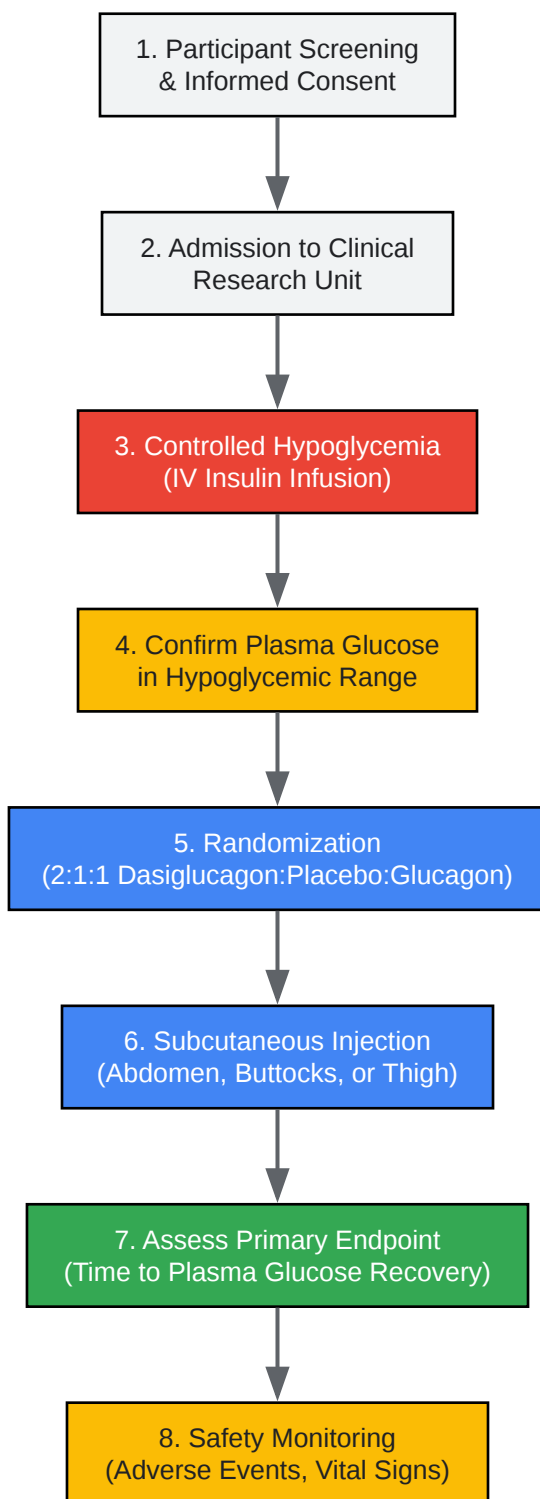 1. Participant Screening
& Informed Consent
2. Admission to Clinical
Research Unit
3. Controlled Hypoglycemia
(IV Insulin Infusion)
4. Confirm Plasma Glucose
in Hypoglycemic Range
5. Randomization
(2:1:1 Dasiglucagon:Placebo:Glucagon)
6. Subcutaneous Injection
(Abdomen, Buttocks, or Thigh)
7. Assess Primary Endpoint
(Time to Plasma Glucose Recovery)
8. Safety Monitoring
(Adverse Events, Vital Signs)